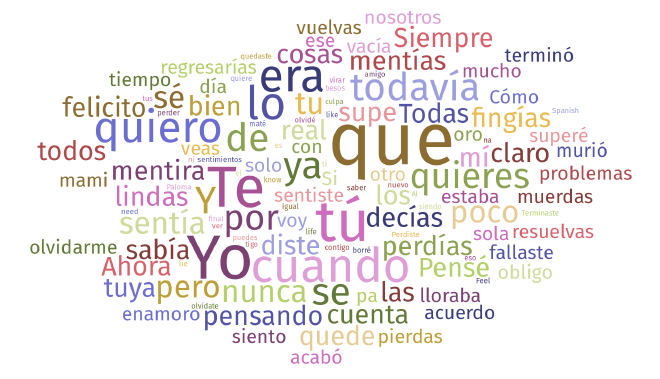 nosotros
vuelvas
ese
Siempre
cosas
vacía
mentías
terminó
regresarías
quedaste
era
tiempo
día
quiere
virar
amigo
todavía
mucho
besos
Cómo
sé
lo
tu
culpa
felicito
bien
tus
perder
maté
olvidé
like
supe
Todas
fingías
Spanish
quiero
de
real
que
oro
na
superé
todos
veas
es
con
mí
claro
murió
ni
sentimientos
solo
ya
ti
otro
quieres
problemas
mami
mentira
Te
know
saber
nuevo
si
los
Al
estaba
muerdas
lindas
Paloma
Y
sentiste
igual
siendo
need
final
por
voy
tú
decías
poco
Terminaste
sentía
ver
life
sola
resuelvas
olvidarme
sabía
puedes
tigo
diste
contigo
borré
Perdiste
perdías
fallaste
Yo
cuando
Pensé
eso
obligo
Ahora
Feel
tuya
pero
nunca
se
pa
las
lloraba
olvídate
enamoro
pensando
cuenta
acuerdo
siento
quede
pierdas
acabó